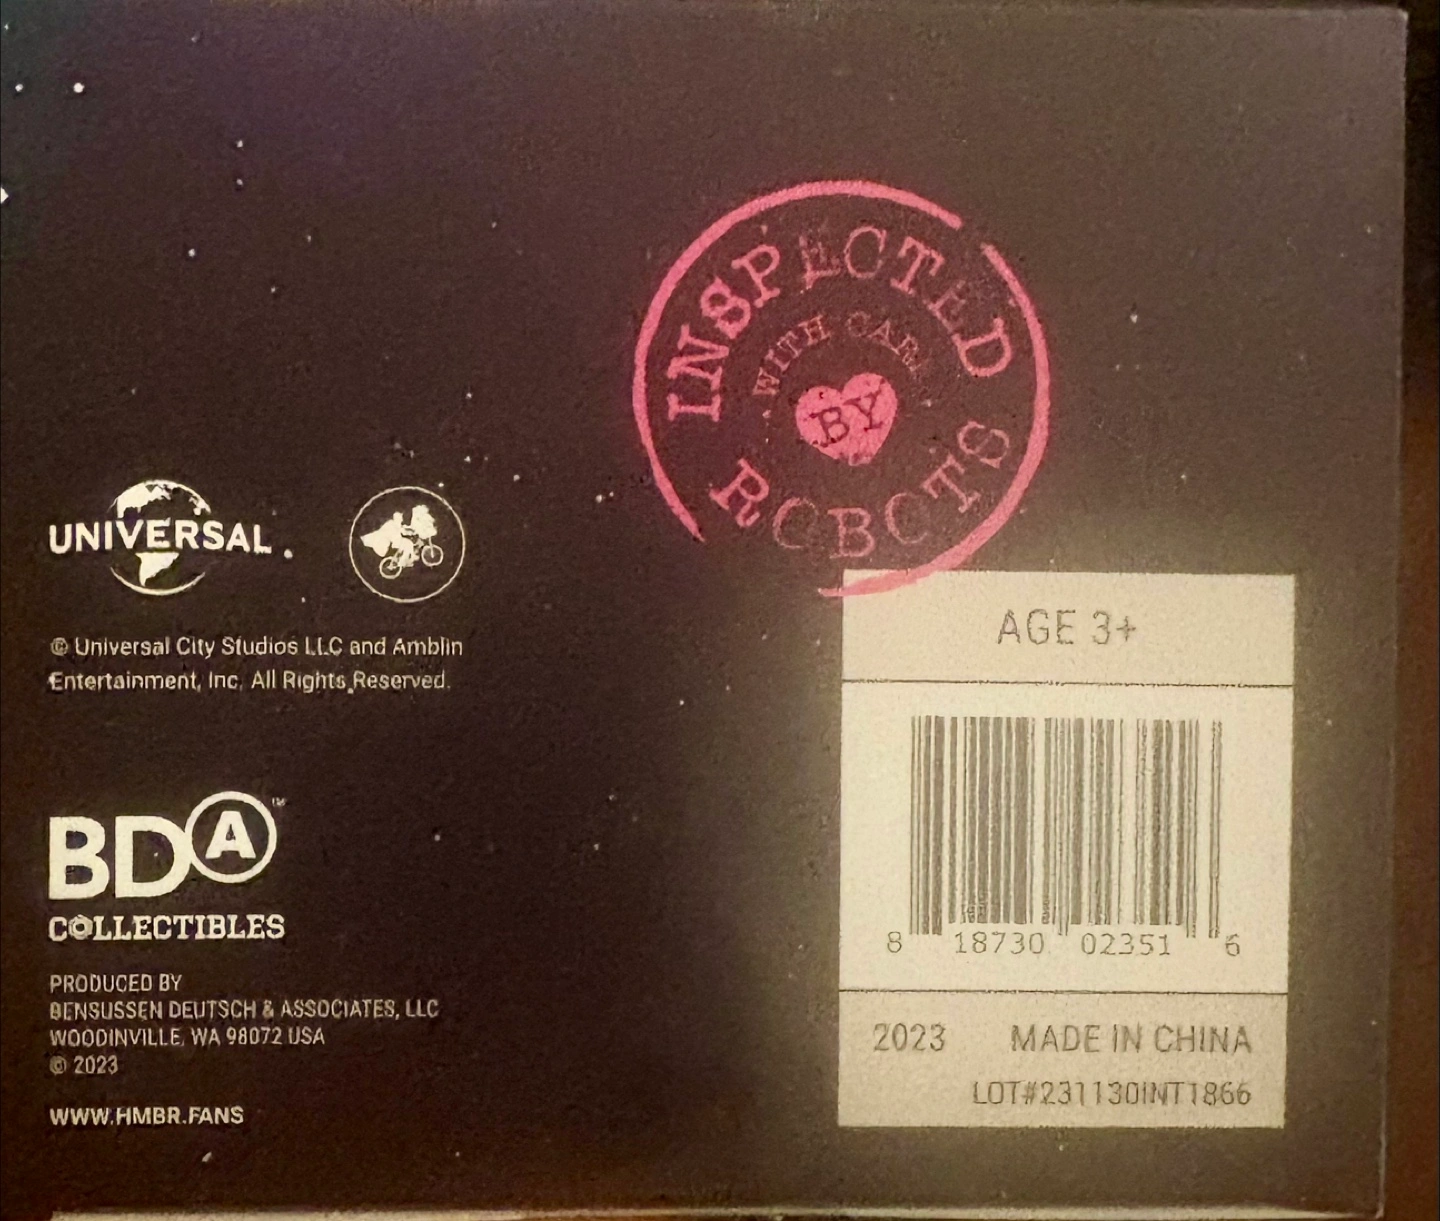 INSPECTED
WITH CARE
BY
ROBOTS
UNIVERSAL
© Universal City Studios LLC and Amblin
Entertainment, Inc. All Rights Reserved.
BDA™
COLLECTIBLES
PRODUCED BY
BENSUSSEN DEUTSCH & ASSOCIATES, LLC
WOODINVILLE, WA 98072 USA
© 2023
WWW.HMBR.FANS
AGE 3+
8 18730 02351 6
2023 MADE IN CHINA
LOT#231130INT1866